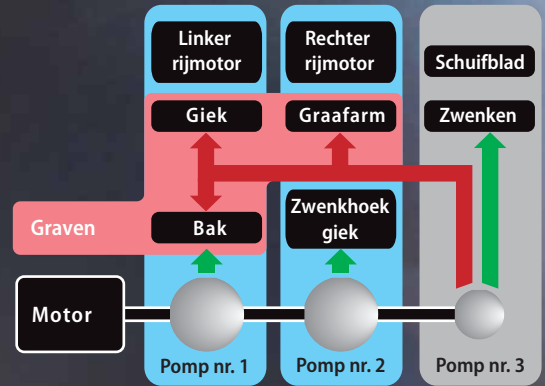 Linker
rijmotor
Rechter
rijmotor
Schuifblad
Giek
Graafarm
Zwenken
Graven
Bak
Zwenkhoek
giek
Motor
Pomp nr. 1
Pomp nr. 2
Pomp nr. 3